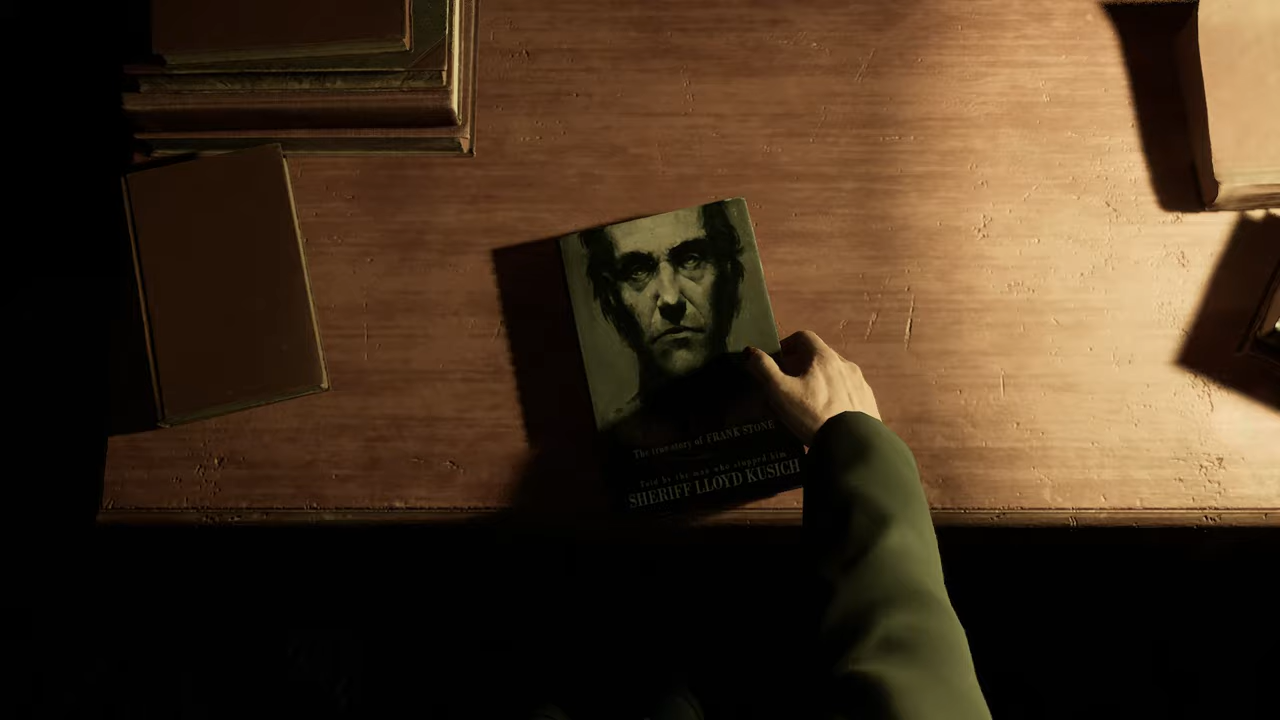 The true story of FRANK STONE
Told by the man who stopped him
SHERIFF LLOYD KUSICH